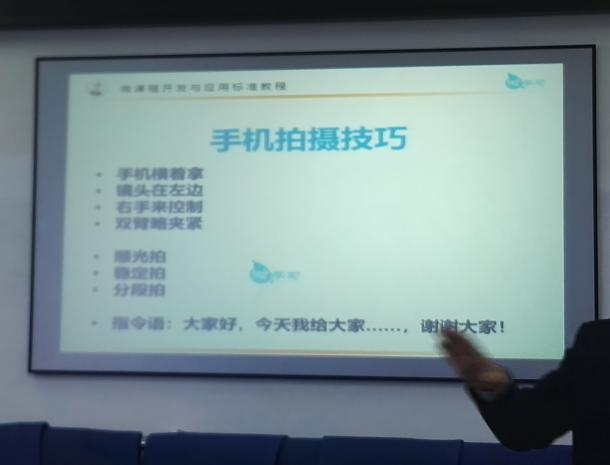 微课程开发与应用标准教程
手机拍摄技巧
• 手机横着拿
• 镜头在左边
• 右手来控制
• 双臂略夹紧
• 顺光拍
• 稳定拍
• 分段拍
• 指令语：大家好，今天我给大家……，谢谢大家！